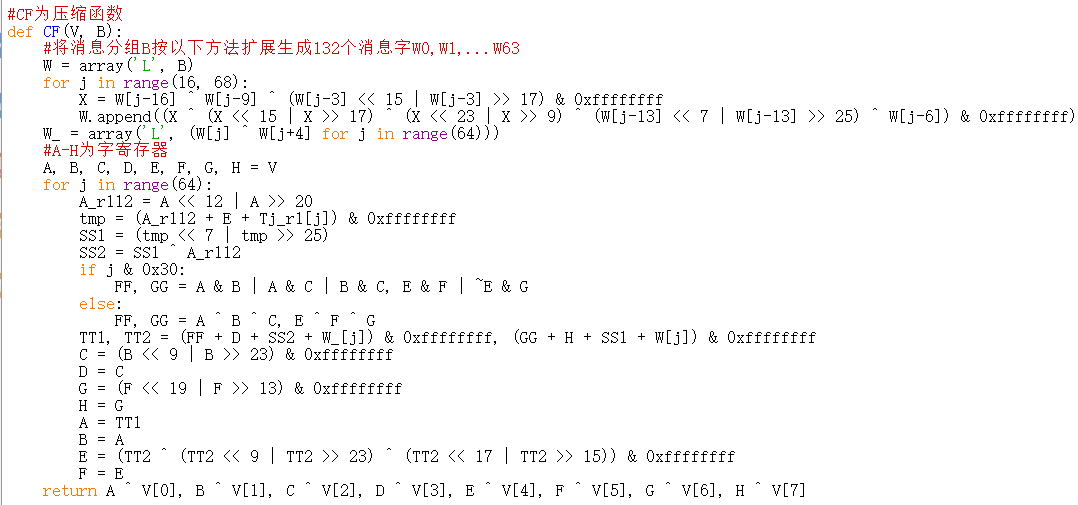 #CF为压缩函数
def CF(V, B):
    #将消息分组B按以下方法扩展生成132个消息字W0,W1,...W63
    W = array('L', B)
    for j in range(16, 68):
        X = W[j-16] ^ W[j-9] ^ (W[j-3] << 15 | W[j-3] >> 17) & 0xffffffff
        W.append((X ^ (X << 15 | X >> 17) ^ (X << 23 | X >> 9) ^ (W[j-13] << 7 | W[j-13] >> 25) ^ W[j-6]) & 0xffffffff)
    W_ = array('L', (W[j] ^ W[j+4] for j in range(64)))
    #A-H为字寄存器
    A, B, C, D, E, F, G, H = V
    for j in range(64):
        A_rl12 = A << 12 | A >> 20
        tmp = (A_rl12 + E + Tj_rl[j]) & 0xffffffff
        SS1 = (tmp << 7 | tmp >> 25)
        SS2 = SS1 ^ A_rl12
        if j & 0x30:
            FF, GG = A & B | A & C | B & C, E & F | ~E & G
        else:
            FF, GG = A ^ B ^ C, E ^ F ^ G
        TT1, TT2 = (FF + D + SS2 + W_[j]) & 0xffffffff, (GG + H + SS1 + W[j]) & 0xffffffff
        C = (B << 9 | B >> 23) & 0xffffffff
        D = C
        G = (F << 19 | F >> 13) & 0xffffffff
        H = G
        A = TT1
        B = A
        E = (TT2 ^ (TT2 << 9 | TT2 >> 23) ^ (TT2 << 17 | TT2 >> 15)) & 0xffffffff
        F = E
    return A ^ V[0], B ^ V[1], C ^ V[2], D ^ V[3], E ^ V[4], F ^ V[5], G ^ V[6], H ^ V[7]